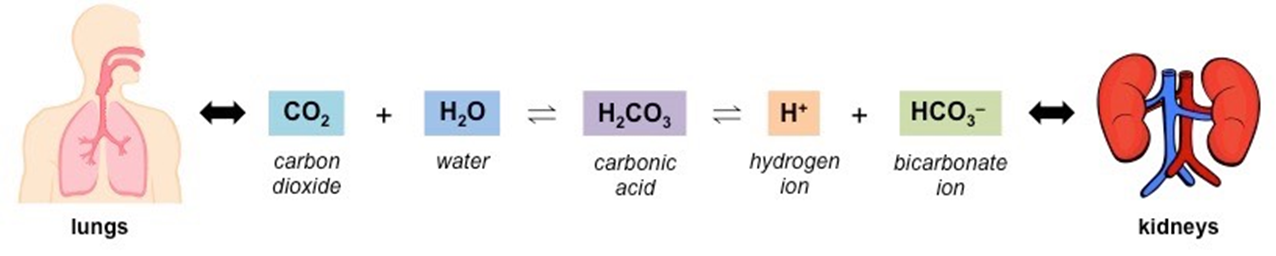 CO₂ + H₂O ⇌ H₂CO₃ ⇌ H⁺ + HCO₃⁻
carbon dioxide
water
carbonic acid
hydrogen ion
bicarbonate ion
lungs
kidneys